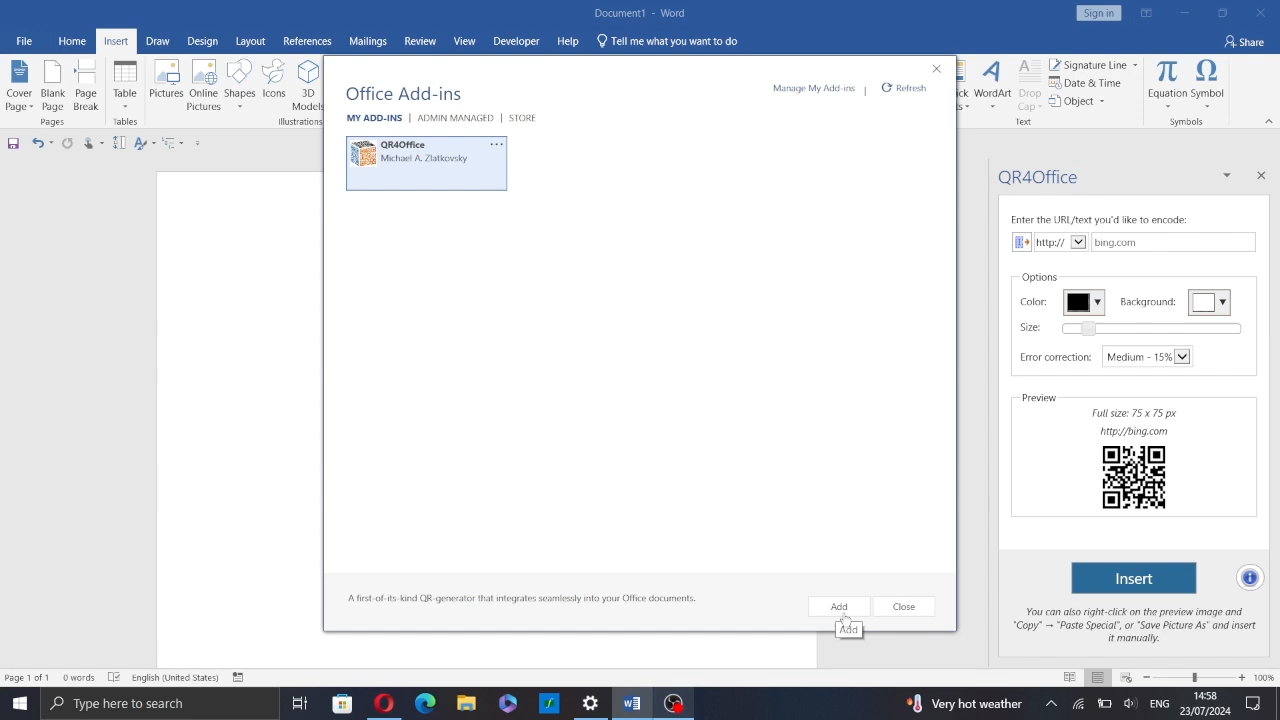 Document1 - Word
Sign in
File Home Insert Draw Design Layout References Mailings Review View Developer Help Tell me what you want to do
Share
Cover
Page
Blank
Page
Page
Break
Pages
Table
Tables
Pictures
Online
Pictures
Shapes
Icons
3D
Models
Illustrations
WordArt
Drop
Cap
Signature Line
Date & Time
Object
Text
Equation
Symbol
Symbols
Office Add-ins
Manage My Add-ins | Refresh
MY ADD-INS | ADMIN MANAGED | STORE
QR4Office
Michael A. Zlatkovsky
A first-of-its-kind QR-generator that integrates seamlessly into your Office documents.
Add
Close
Add
QR4Office
Enter the URL/text you'd like to encode:
http:// bing.com
Options
Color:
Background:
Size:
Error correction: Medium - 15%
Preview
Full size: 75 x 75 px
http://bing.com
Insert
You can also right-click on the preview image and
"Copy" → "Paste Special", or "Save Picture As" and insert
it manually.
Page 1 of 1 0 words English (United States)
100%
Type here to search
Very hot weather
ENG
14:58
23/07/2024